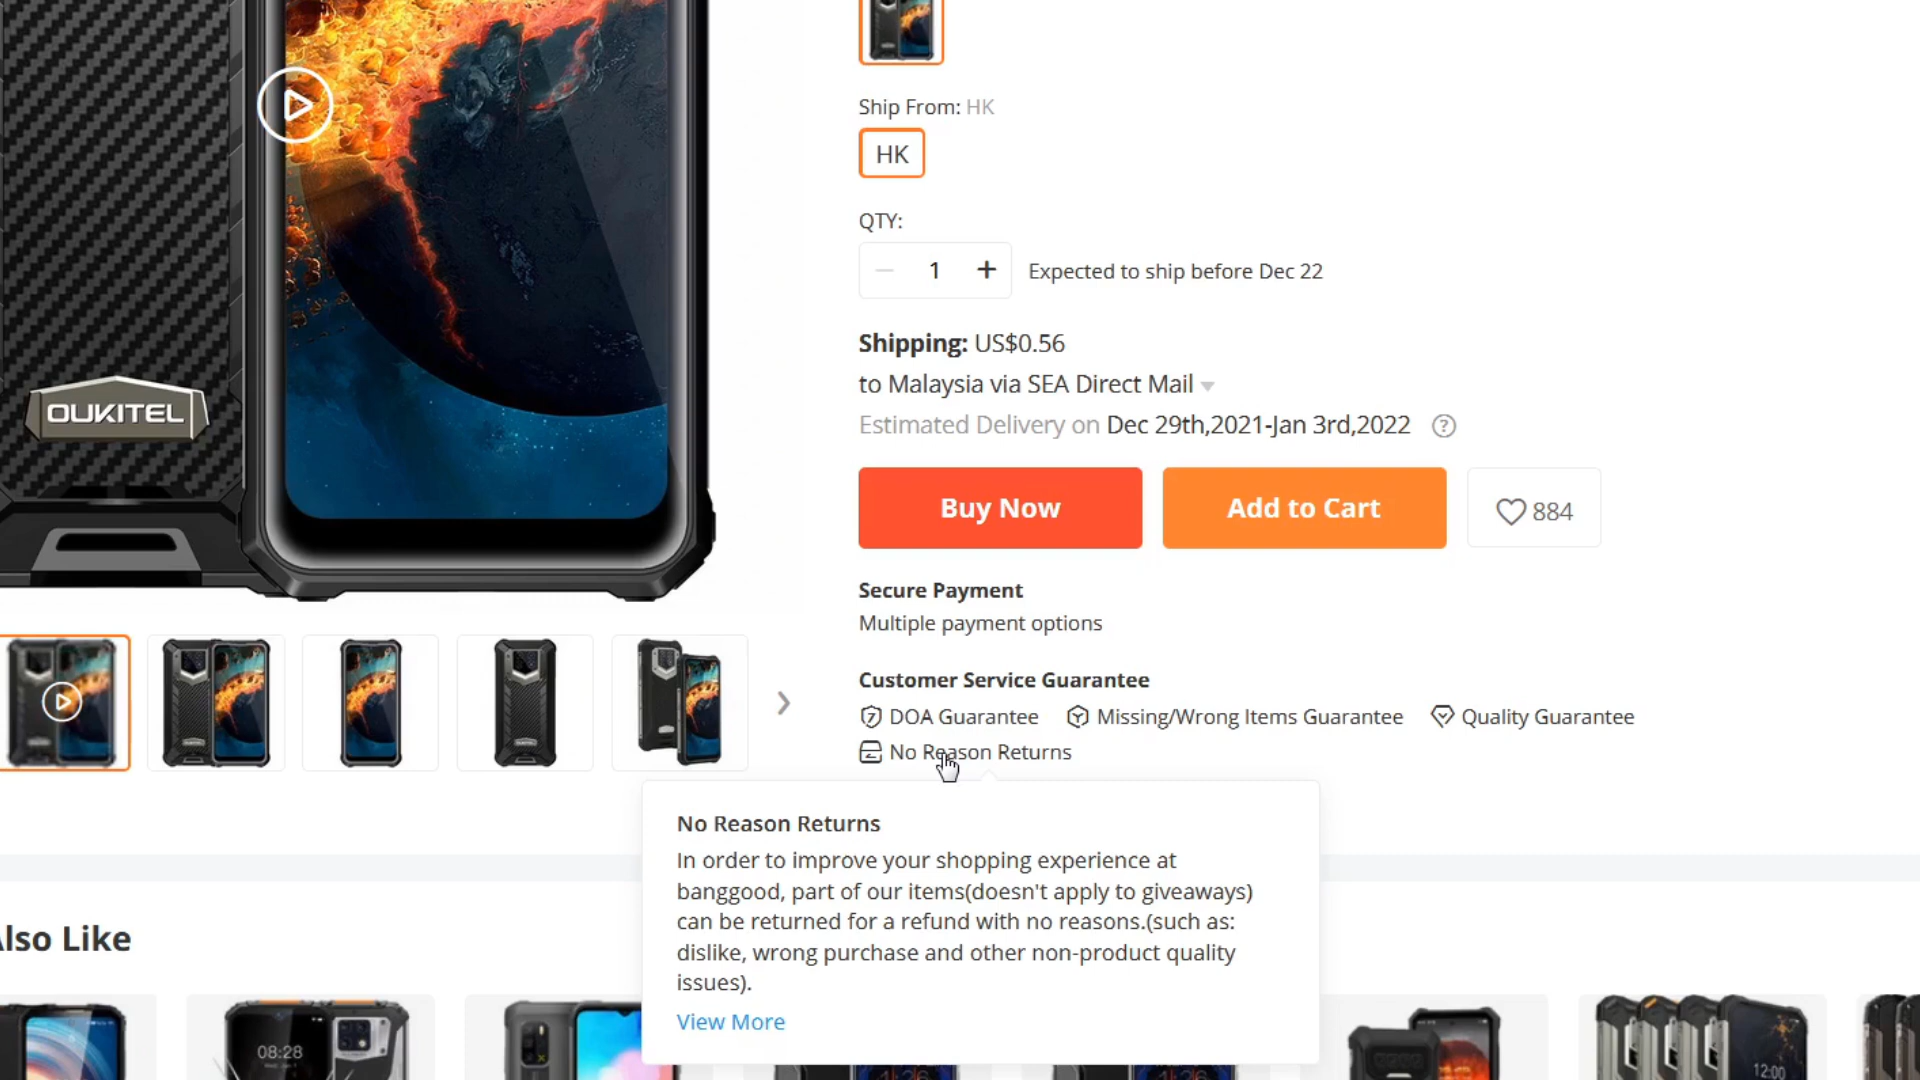 Ship From: HK
HK
QTY:
1
Expected to ship before Dec 22
Shipping: US$0.56
to Malaysia via SEA Direct Mail
Estimated Delivery on Dec 29th,2021-Jan 3rd,2022
OUKITEL
Buy Now
Add to Cart
884
Secure Payment
Multiple payment options
Customer Service Guarantee
DOA Guarantee
Missing/Wrong Items Guarantee
Quality Guarantee
No Reason Returns
No Reason Returns
In order to improve your shopping experience at
banggood, part of our items(doesn't apply to giveaways)
can be returned for a refund with no reasons.(such as:
dislike, wrong purchase and other non-product quality
issues).
View More
Also Like
08:28
12:00